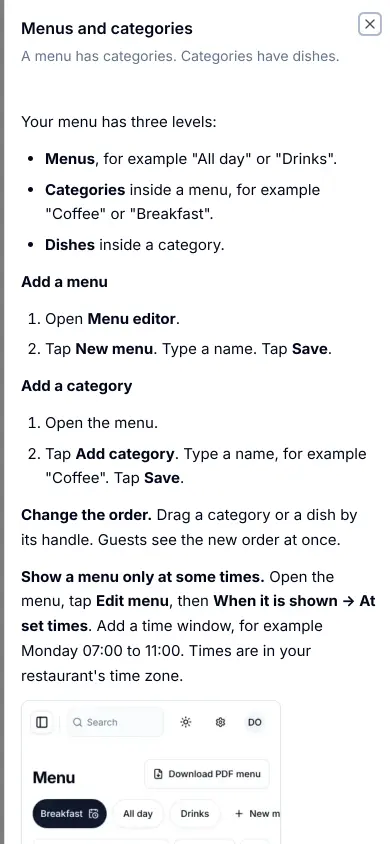 Menus and categories
A menu has categories. Categories have dishes.
Your menu has three levels:
• Menus, for example "All day" or "Drinks".
• Categories inside a menu, for example
"Coffee" or "Breakfast".
• Dishes inside a category.
Add a menu
1. Open Menu editor.
2. Tap New menu. Type a name. Tap Save.
Add a category
1. Open the menu.
2. Tap Add category. Type a name, for example
"Coffee". Tap Save.
Change the order. Drag a category or a dish by
its handle. Guests see the new order at once.
Show a menu only at some times. Open the
menu, tap Edit menu, then When it is shown → At
set times. Add a time window, for example
Monday 07:00 to 11:00. Times are in your
restaurant's time zone.
Search DO
Menu Download PDF menu
Breakfast All day Drinks + New m